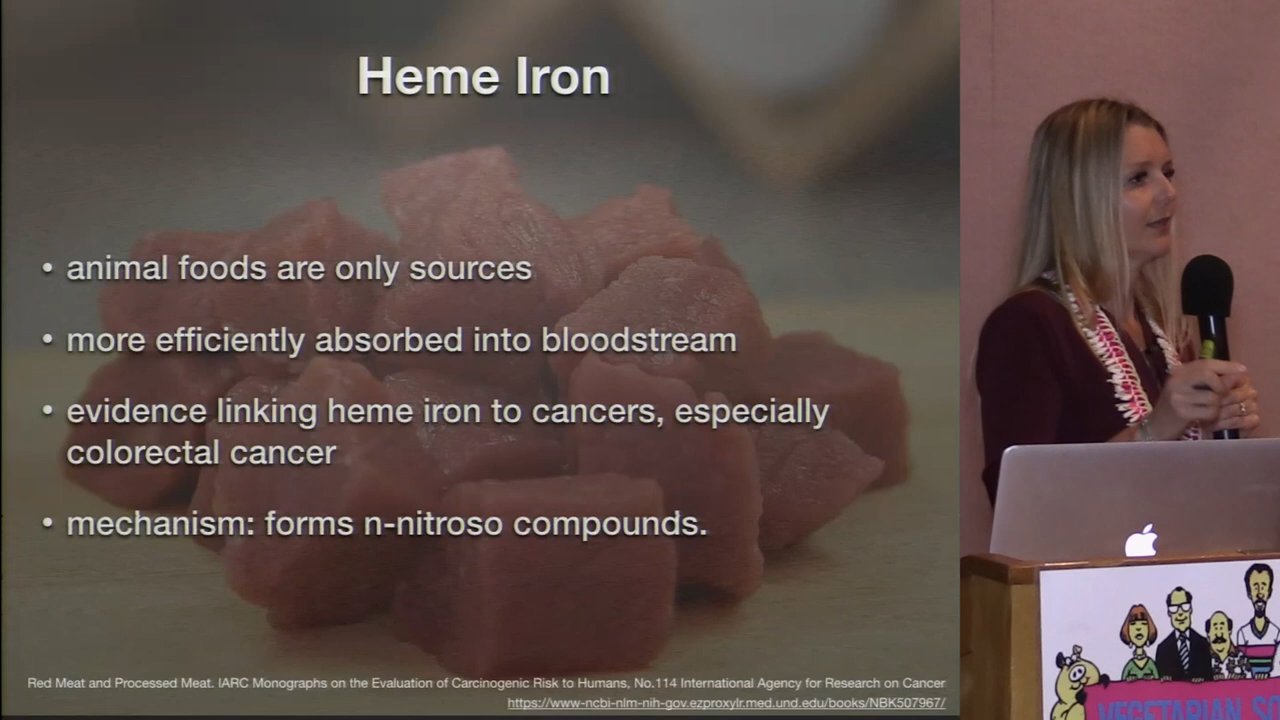 Heme Iron
• animal foods are only sources
• more efficiently absorbed into bloodstream
• evidence linking heme iron to cancers, especially
colorectal cancer
• mechanism: forms n-nitroso compounds.
Red Meat and Processed Meat. IARC Monographs on the Evaluation of Carcinogenic Risk to Humans, No.114 International Agency for Research on Cancer
https://www-ncbi-nlm-nih-gov.ezproxylr.med.und.edu/books/NBK507967/
VEGETARIAN SO